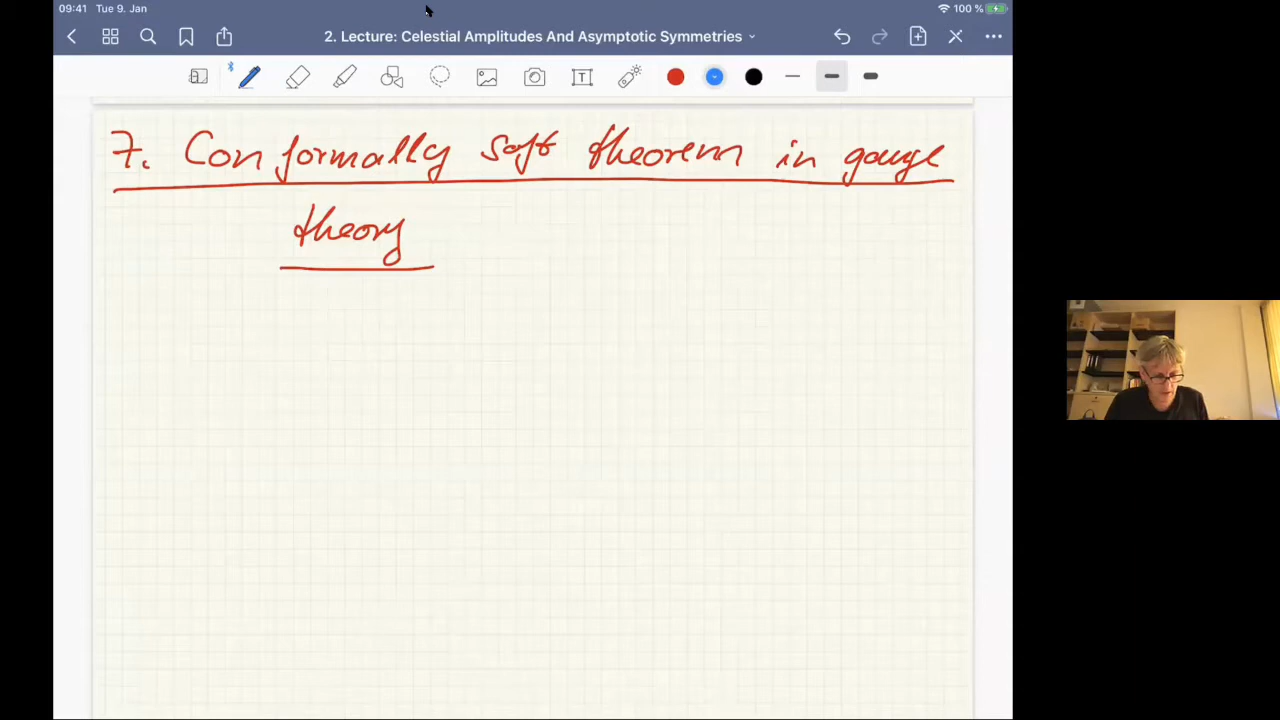 09:41 Tue 9. Jan 100 %
2. Lecture: Celestial Amplitudes And Asymptotic Symmetries
T
7. Conformally soft theorem in gauge
theory